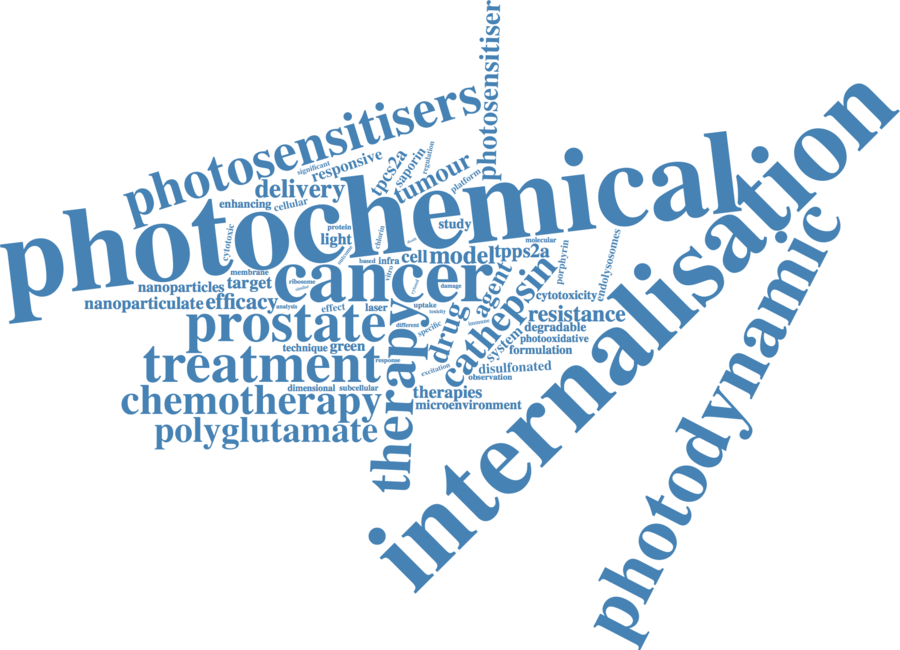 photosensitiser
photosensitisers
significant
responsive
tpcs2a
saporin
regulation
tumour
platform
delivery
enhancing
cellular
photochemical
internalisation
photodynamic
cytotoxic
protein
light
chlorin
study
molecular
based
infra
cell
model
tpps2a
porphyrin
endolysosomes
membrane
target
ribosome
cancer
vitro
damage
agent
cathepsin
nanoparticles
nanoparticulate
efficacy
analysis
effect
laser
uptake
toxicity
cytotoxicity
resistance
prostate
different
specific
drug
immune
system
degradable
photooxidative
formulation
technique
green
treatment
response
therapy
excitation
disulfonated
observation
dimensional
subcellular
chemotherapy
therapies
microenvironment
polyglutamate